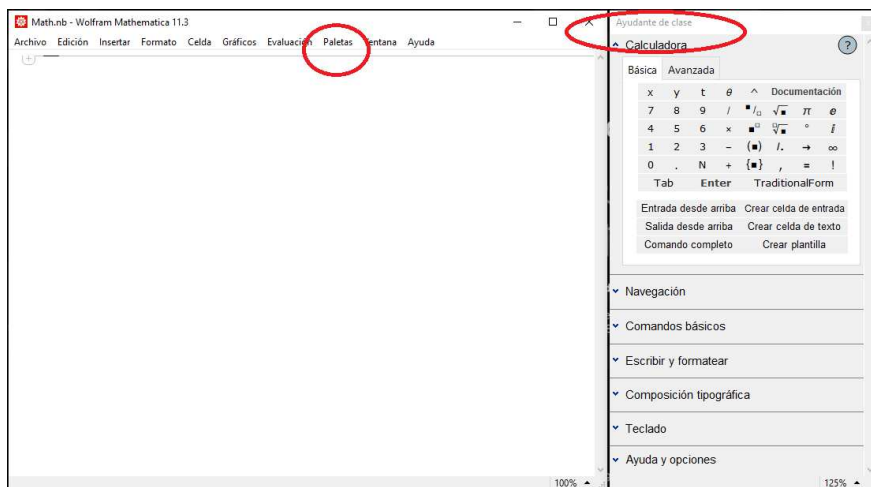 Math.nb - Wolfram Mathematica 11.3
Archivo Edición Insertar Formato Celda Gráficos Evaluación Paletas Ventana Ayuda
100%
Ayudante de clase
Calculadora ?
Básica Avanzada
x y t θ ^ Documentación
7 8 9 / ■/□ √■ π e
4 5 6 × ■□ □√■ ° i
1 2 3 − (■) /. → ∞
0 . N + {■} , = !
Tab Enter TraditionalForm
Entrada desde arriba Crear celda de entrada
Salida desde arriba Crear celda de texto
Comando completo Crear plantilla
Navegación
Comandos básicos
Escribir y formatear
Composición tipográfica
Teclado
Ayuda y opciones
125%